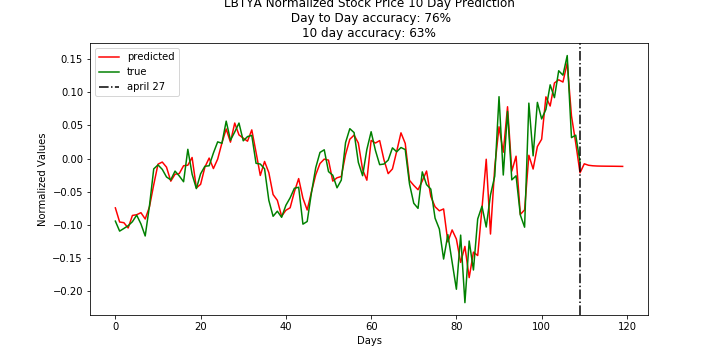 LBTYA Normalized Stock Price 10 Day Prediction
Day to Day accuracy: 76%
10 day accuracy: 63%
predicted
true
april 27
0.15
0.10
0.05
0.00
−0.05
−0.10
−0.15
−0.20
Normalized Values
0 20 40 60 80 100 120
Days